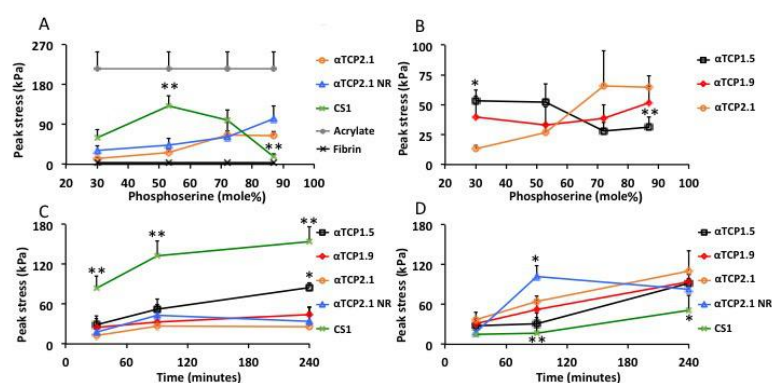 A
Peak stress (kPa)
270
180
90
0
20 30 40 50 60 70 80 90 100
Phosphoserine (mole%)
**
**
αTCP2.1
αTCP2.1 NR
CS1
Acrylate
Fibrin
B
Peak stress (kPa)
100
75
50
25
0
20 30 40 50 60 70 80 90 100
Phosphoserine (mole%)
*
**
αTCP1.5
αTCP1.9
αTCP2.1
C
Peak stress (kPa)
180
120
60
0
0 60 120 180 240
Time (minutes)
**
**
**
*
αTCP1.5
αTCP1.9
αTCP2.1
αTCP2.1 NR
CS1
D
Peak stress (kPa)
180
120
60
0
0 60 120 180 240
Time (minutes)
*
**
*
αTCP1.5
αTCP1.9
αTCP2.1
αTCP2.1 NR
CS1